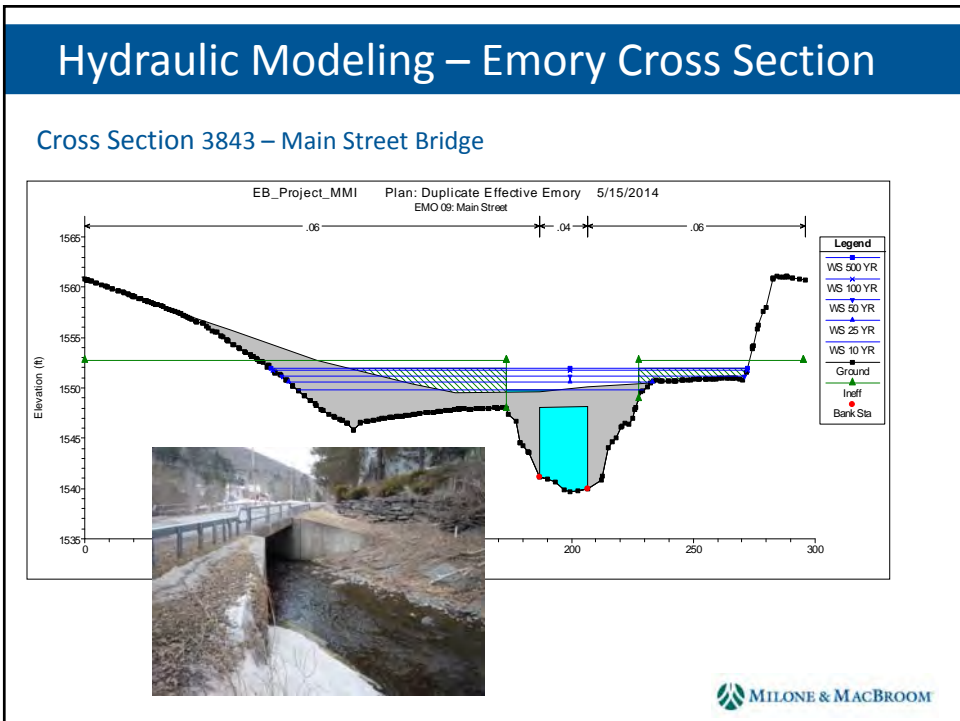 Hydraulic Modeling – Emory Cross Section
Cross Section 3843 – Main Street Bridge
EB_Project_MMI Plan: Duplicate Effective Emory 5/15/2014
EMO 09: Main Street
.06 .04 .06
Elevation (ft)
1565
1560
1555
1550
1545
1540
1535
0 200 250 300
Legend
WS 500 YR
WS 100 YR
WS 50 YR
WS 25 YR
WS 10 YR
Ground
Ineff
Bank Sta
MILONE & MACBROOM